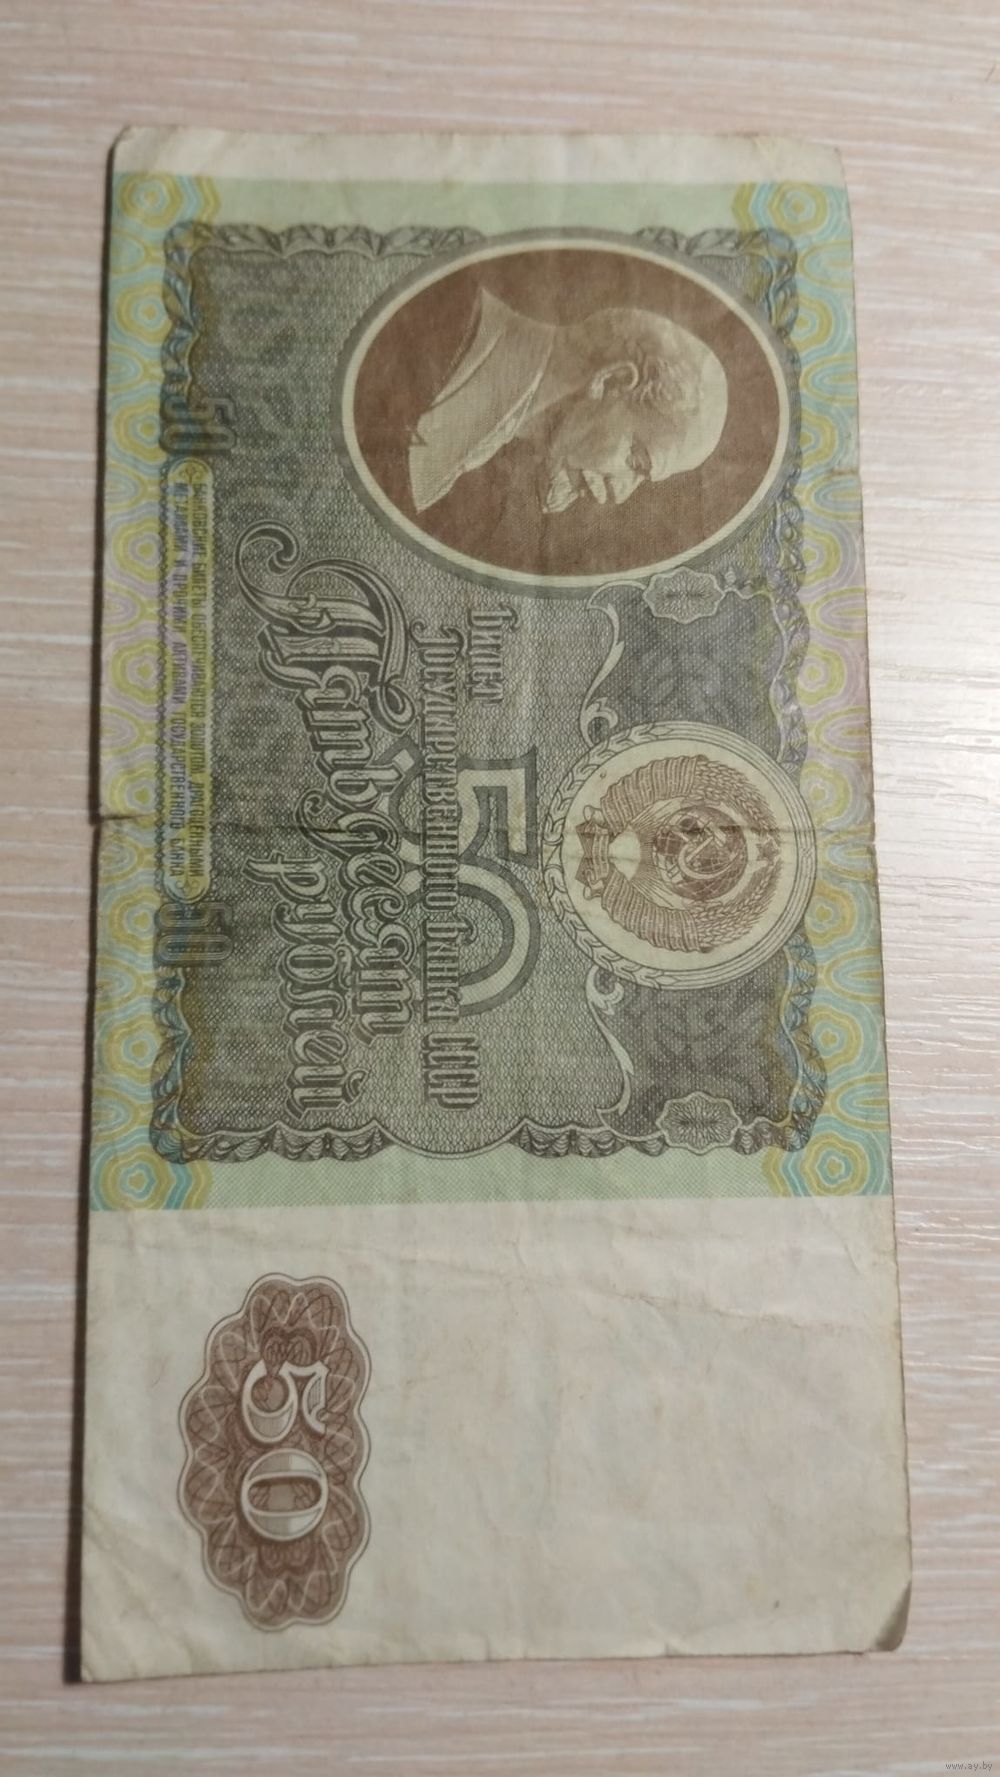 Билет
Государственного банка СССР
50
Пятьдесят
рублей
50
БАНКОВСКИЕ БИЛЕТЫ ОБЕСПЕЧИВАЮТСЯ ЗОЛОТОМ, ДРАГОЦЕННЫМИ
МЕТАЛЛАМИ И ПРОЧИМИ АКТИВАМИ ГОСУДАРСТВЕННОГО БАНКА
50
50
www.ay.by